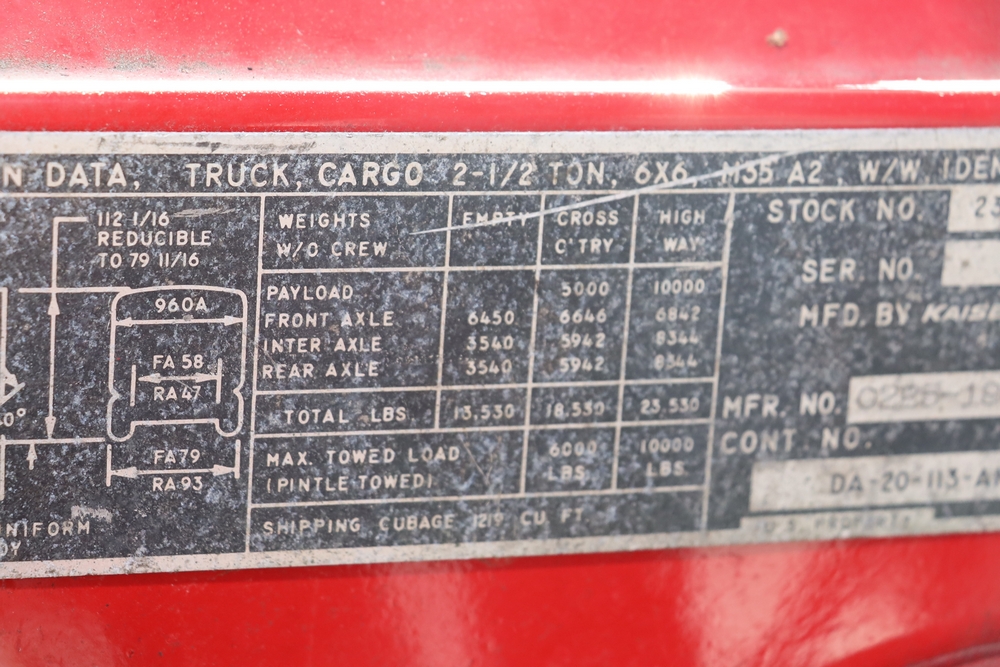 N DATA, TRUCK, CARGO 2-1/2 TON, 6X6, M35 A2, W/W IDEN
112 1/16
REDUCIBLE
TO 79 11/16
960A
FA 58
RA 47
0°
FA 79
RA 93
NIFORM
WEIGHTS W/O CREW EMPTY CROSS C'TRY HIGH WAY
PAYLOAD 5000 10000
FRONT AXLE 6450 6646 6842
INTER AXLE 3540 5942 8344
REAR AXLE 3540 5942 8344
TOTAL LBS 13,530 18,530 23,530
MAX. TOWED LOAD 6000 10000
(PINTLE TOWED) LBS. LBS.
SHIPPING CUBAGE 1219 CU FT
STOCK NO. 23
SER. NO.
MFD. BY KAISE
MFR. NO.
CONT NO.
DA-20-113-A
U.S. PROPERTY